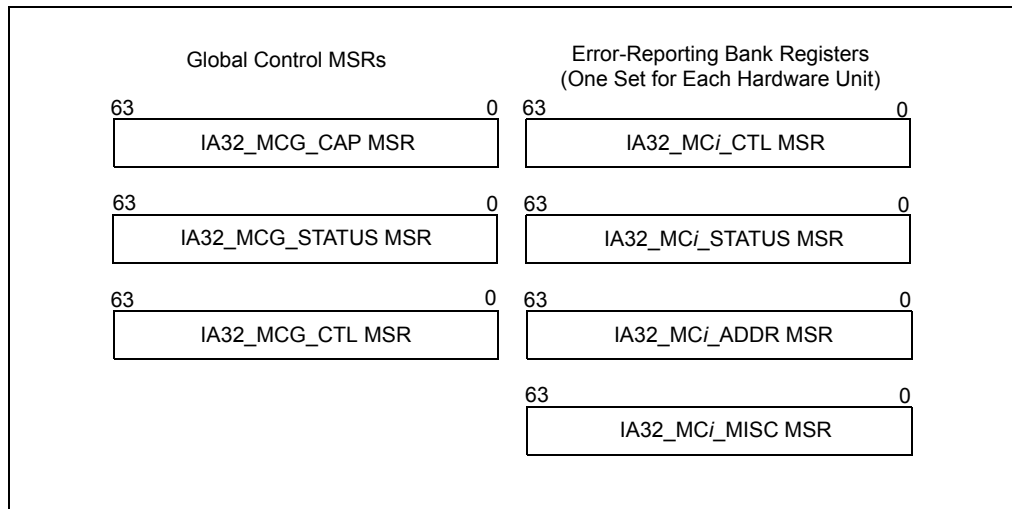 Global Control MSRs
63 0
IA32_MCG_CAP MSR
63 0
IA32_MCG_STATUS MSR
63 0
IA32_MCG_CTL MSR
Error-Reporting Bank Registers
(One Set for Each Hardware Unit)
63 0
IA32_MCi_CTL MSR
63 0
IA32_MCi_STATUS MSR
63 0
IA32_MCi_ADDR MSR
63 0
IA32_MCi_MISC MSR